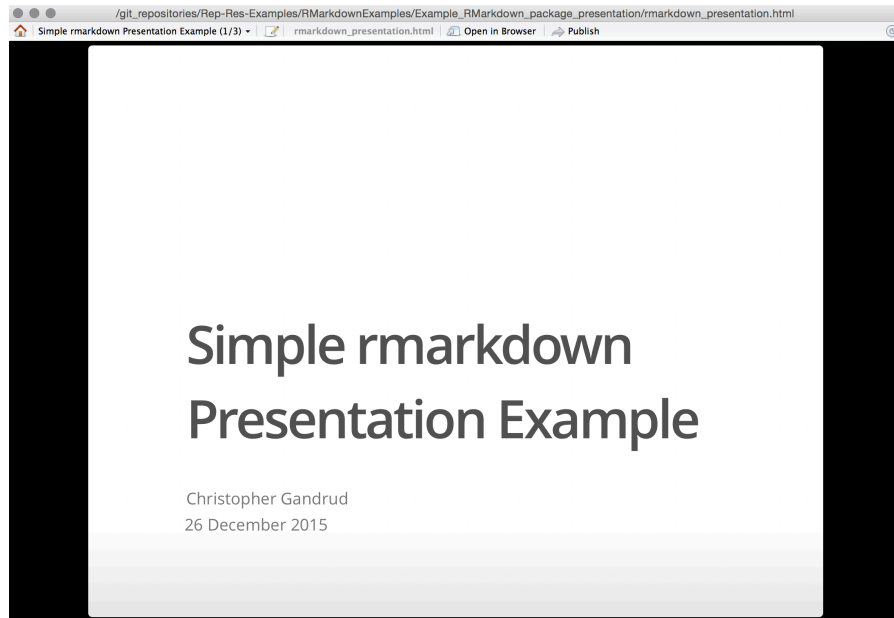 /git_repositories/Rep-Res-Examples/RMarkdownExamples/Example_RMarkdown_package_presentation/rmarkdown_presentation.html
Simple rmarkdown Presentation Example (1/3) rmarkdown_presentation.html Open in Browser Publish
Simple rmarkdown
Presentation Example
Christopher Gandrud
26 December 2015